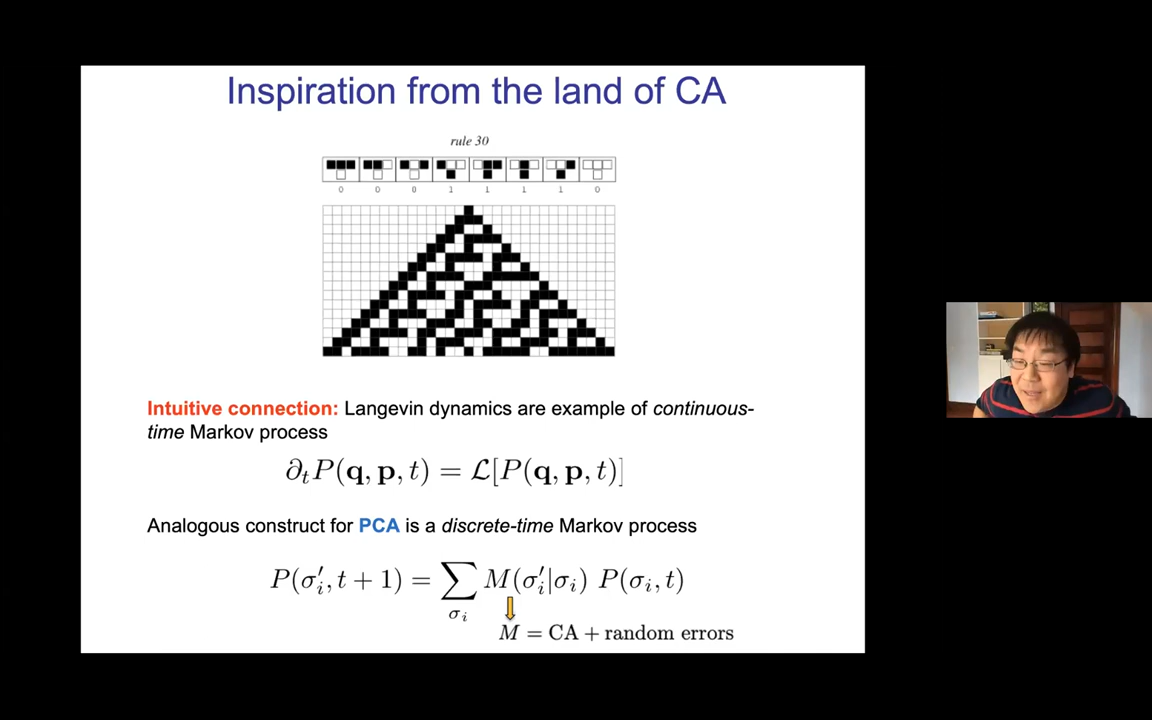 Inspiration from the land of CA
rule 30
0 0 0 1 1 1 1 0
Intuitive connection: Langevin dynamics are example of continuous-
time Markov process
∂ₜP(q, p, t) = ℒ[P(q, p, t)]
Analogous construct for PCA is a discrete-time Markov process
P(σ′ᵢ, t + 1) = ∑ M(σ′ᵢ|σᵢ) P(σᵢ, t)
σᵢ
M = CA + random errors